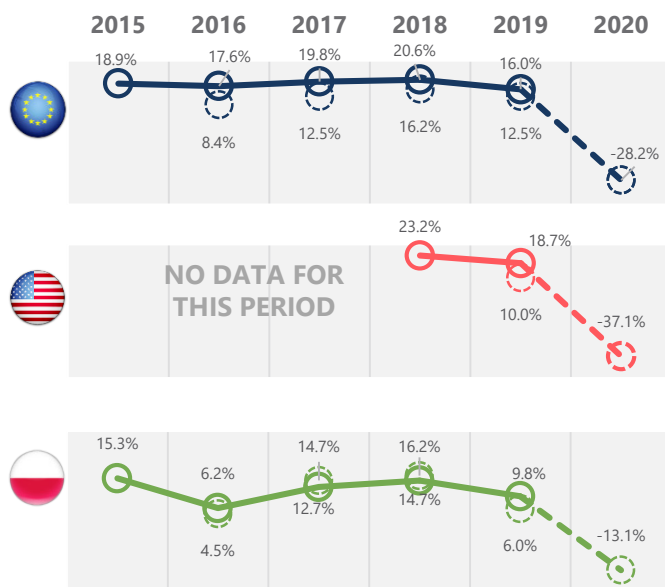 2015 2016 2017 2018 2019 2020
18.9% 17.6% 19.8% 20.6% 16.0%
8.4% 12.5% 16.2% 12.5% -28.2%
23.2% 18.7%
NO DATA FOR
THIS PERIOD
10.0% -37.1%
15.3% 6.2% 14.7% 16.2% 9.8%
4.5% 12.7% 14.7% 6.0% -13.1%